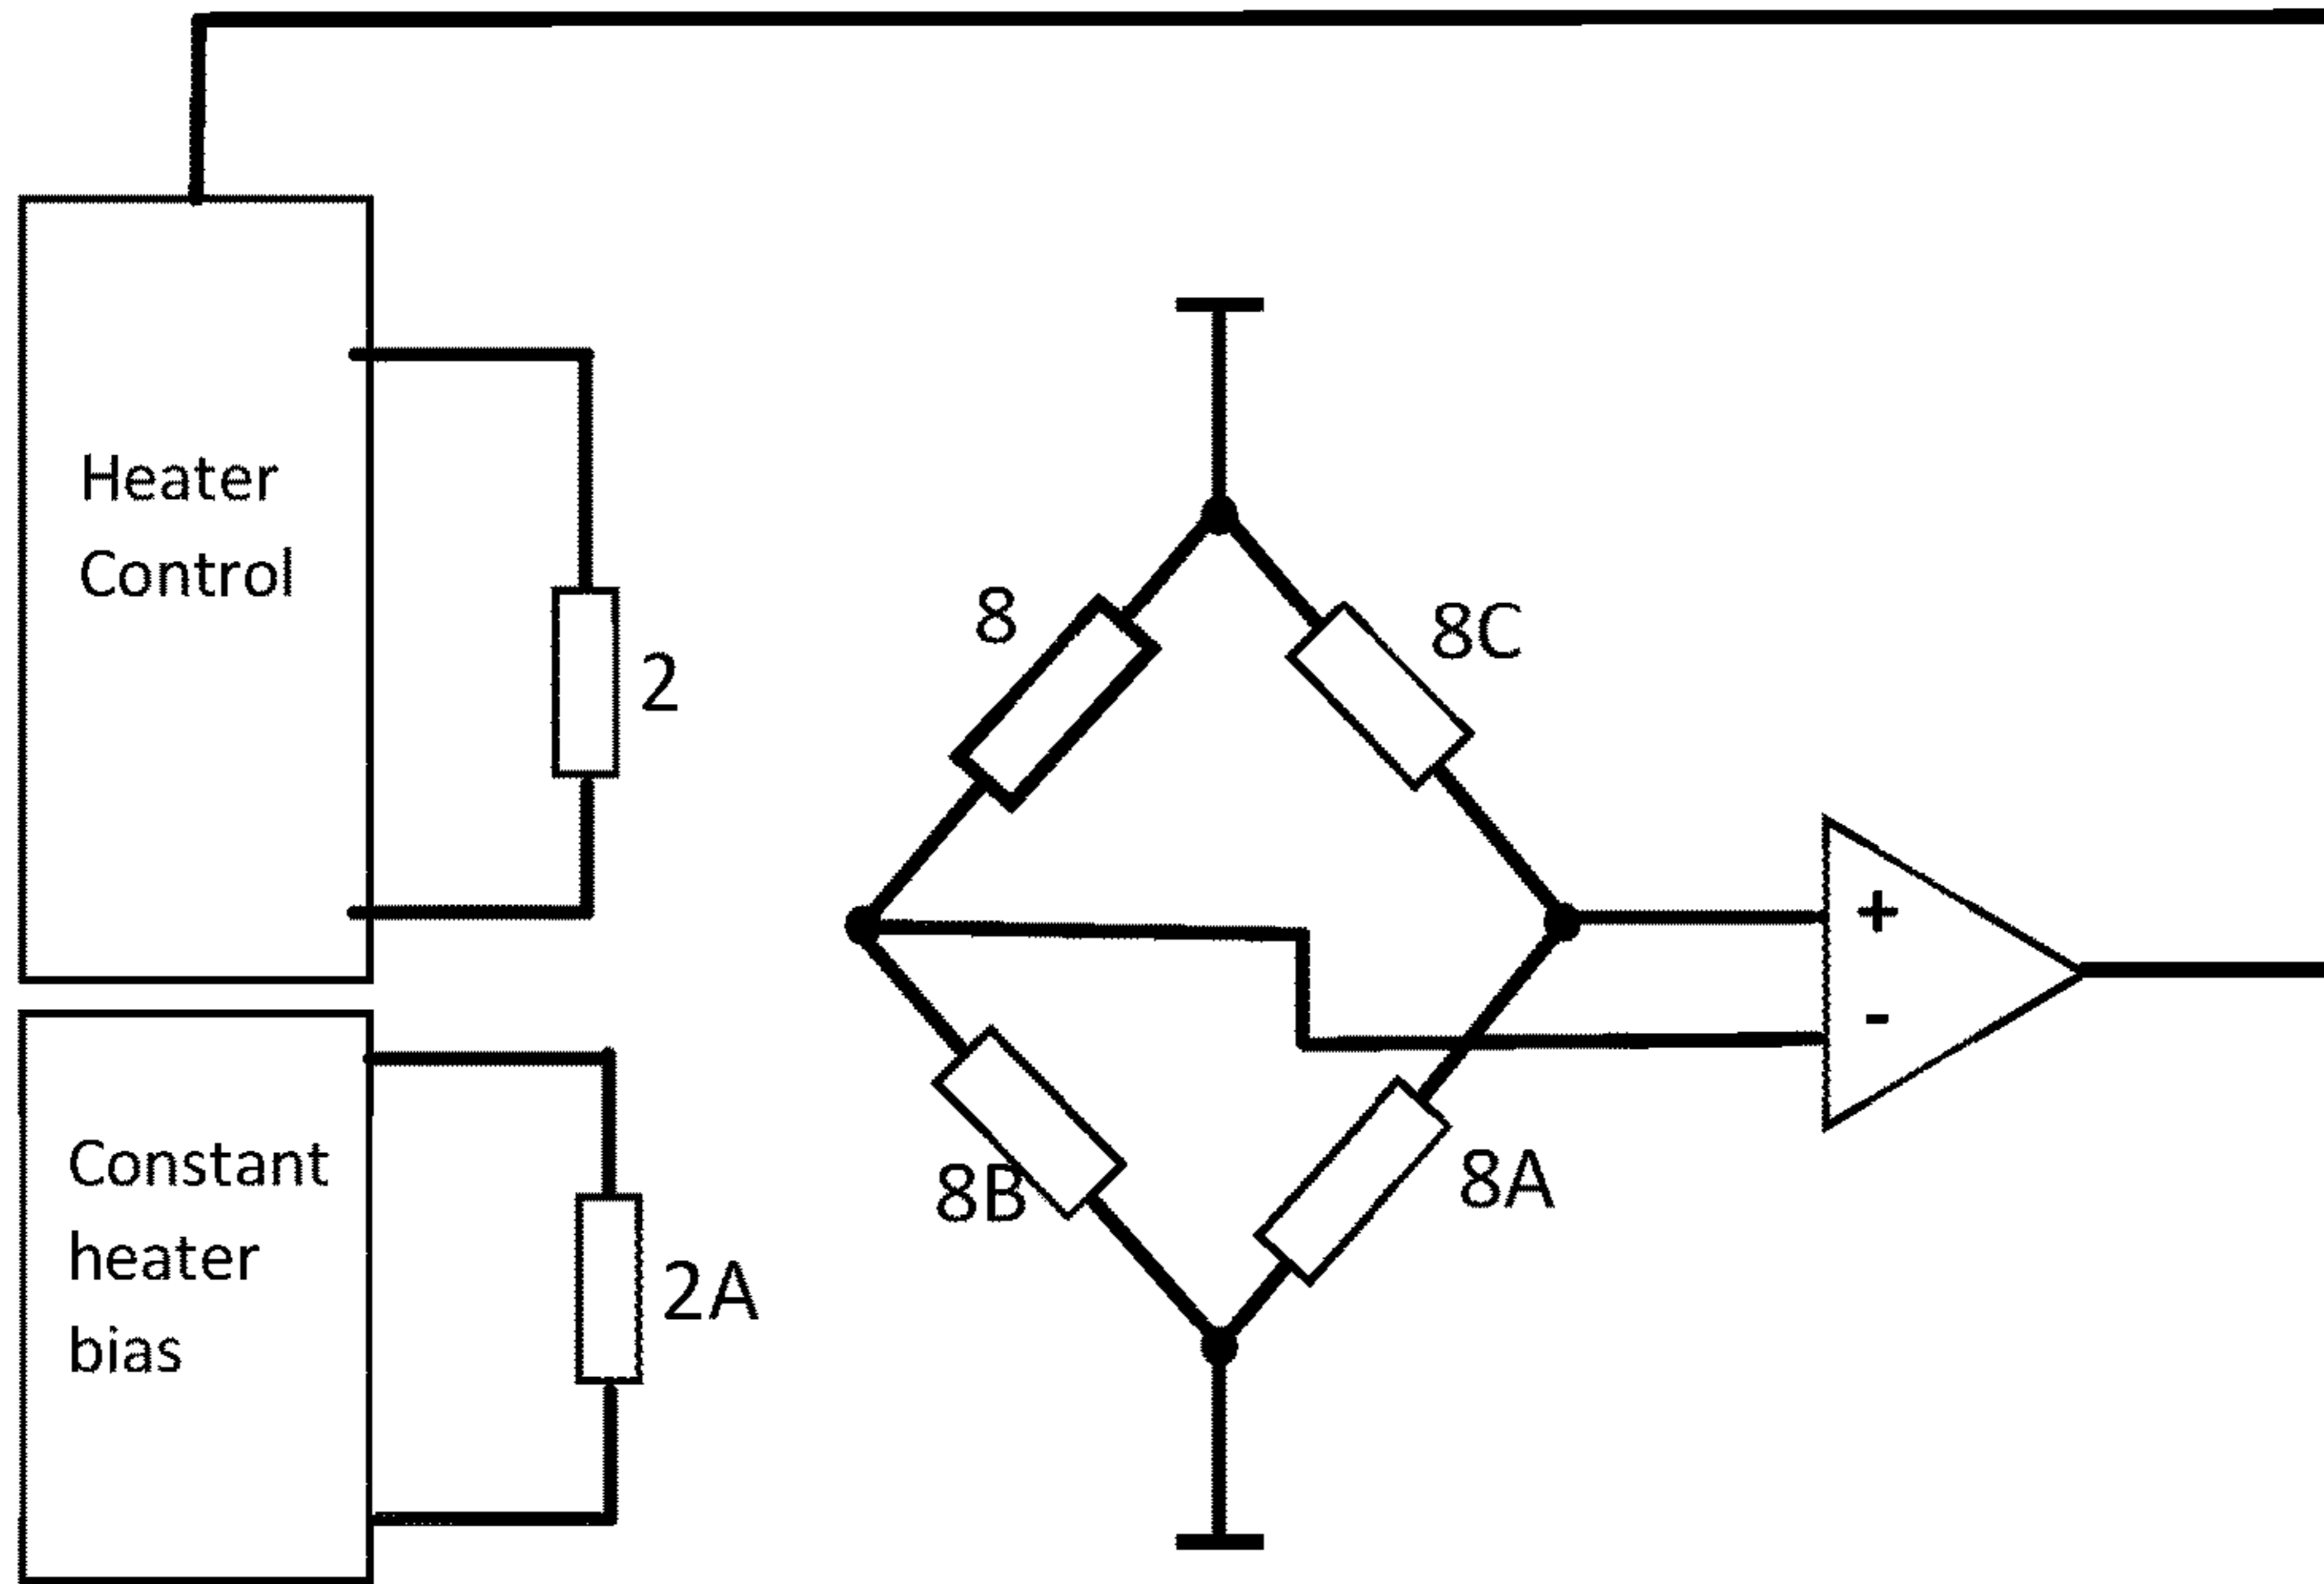 Heater
Control
2
8
8C
+
-
Constant
heater
bias
2A
8B
8A